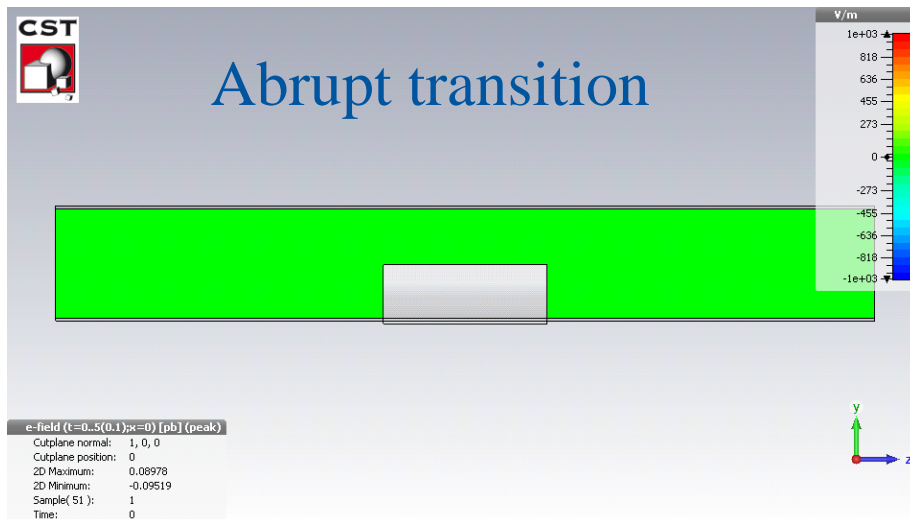 CST
Abrupt transition
V/m
1e+03
818
636
455
273
0
-273
-455
-636
-818
-1e+03
y
z
e-field (t=0..5(0.1);x=0) [pb] (peak)
Cutplane normal: 1, 0, 0
Cutplane position: 0
2D Maximum: 0.08978
2D Minimum: -0.09519
Sample( 51 ): 1
Time: 0